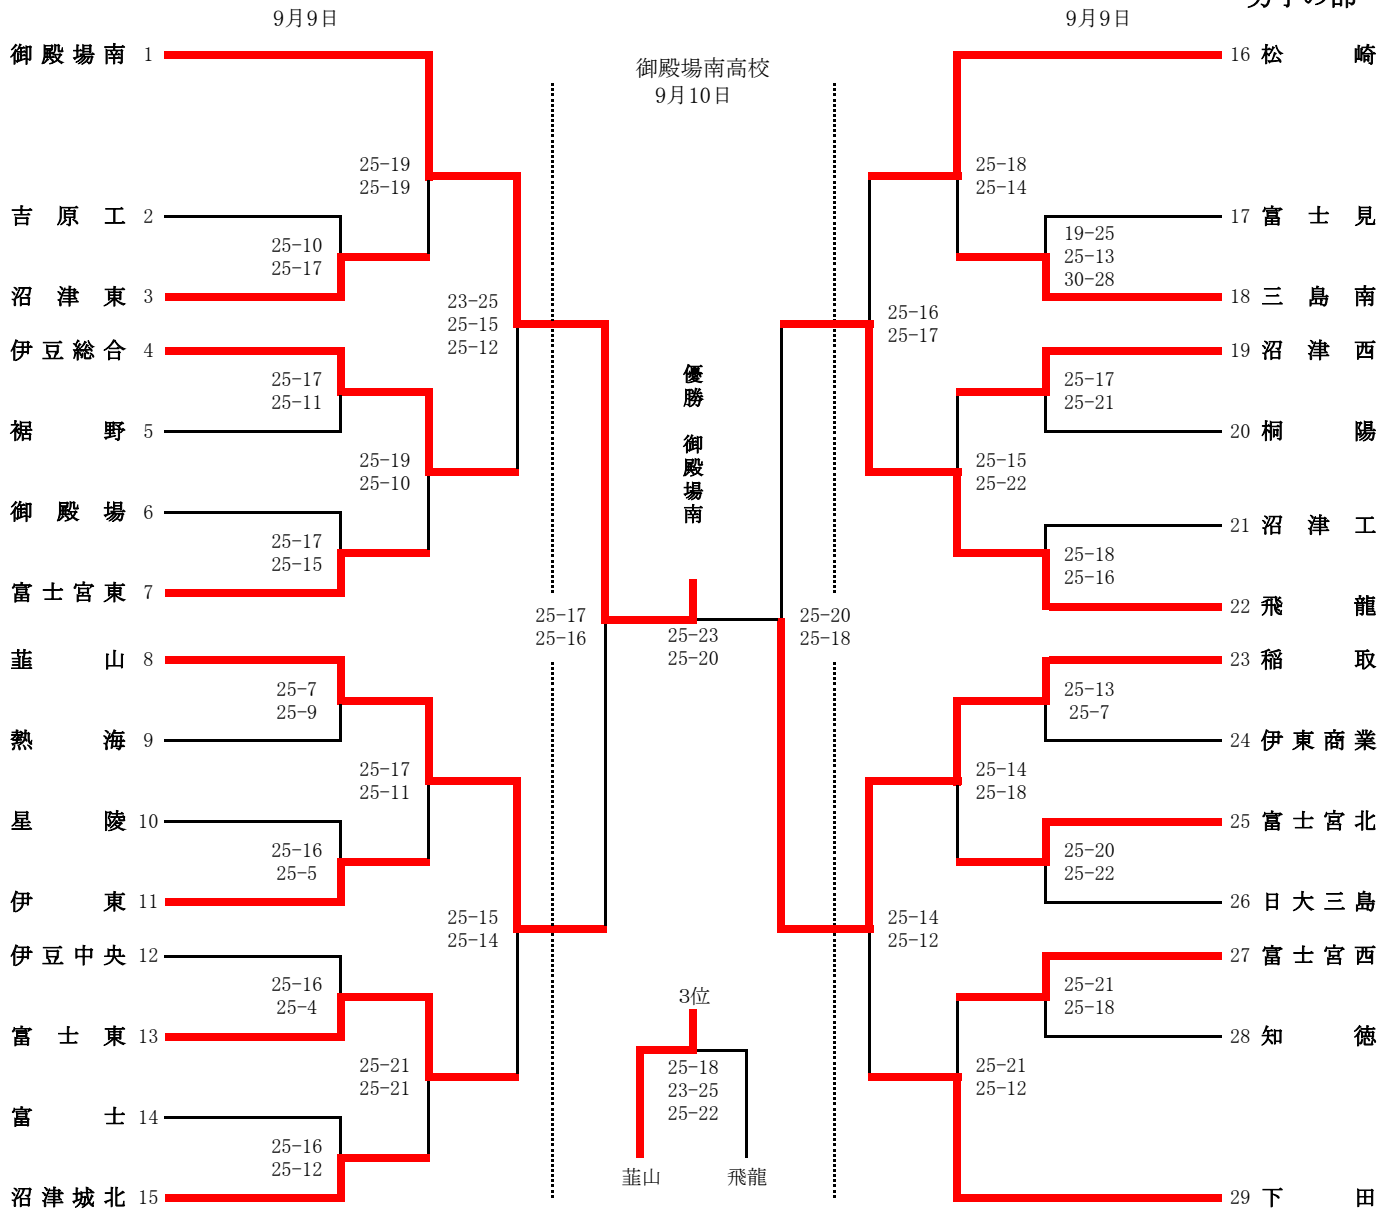 男子の部
9月9日
9月9日
御殿場南高校
9月10日
御殿場南 1
吉原工 2
沼津東 3
伊豆総合 4
裾野 5
御殿場 6
富士宮東 7
韮山 8
熱海 9
星陵 10
伊東 11
伊豆中央 12
富士東 13
富士 14
沼津城北 15
25-10
25-17
25-17
25-11
25-17
25-15
25-7
25-9
25-16
25-5
25-16
25-4
25-16
25-12
25-19
25-19
25-19
25-10
25-17
25-11
25-21
25-21
23-25
25-15
25-12
25-15
25-14
25-17
25-16
優勝 御殿場南
25-23
25-20
3位
25-18
23-25
25-22
韮山
飛龍
25-20
25-18
25-16
25-17
25-14
25-12
25-18
25-14
25-15
25-22
25-14
25-18
25-21
25-12
19-25
25-13
30-28
25-17
25-21
25-18
25-16
25-13
25-7
25-20
25-22
25-21
25-18
16 松崎
17 富士見
18 三島南
19 沼津西
20 桐陽
21 沼津工
22 飛龍
23 稲取
24 伊東商業
25 富士宮北
26 日大三島
27 富士宮西
28 知徳
29 下田